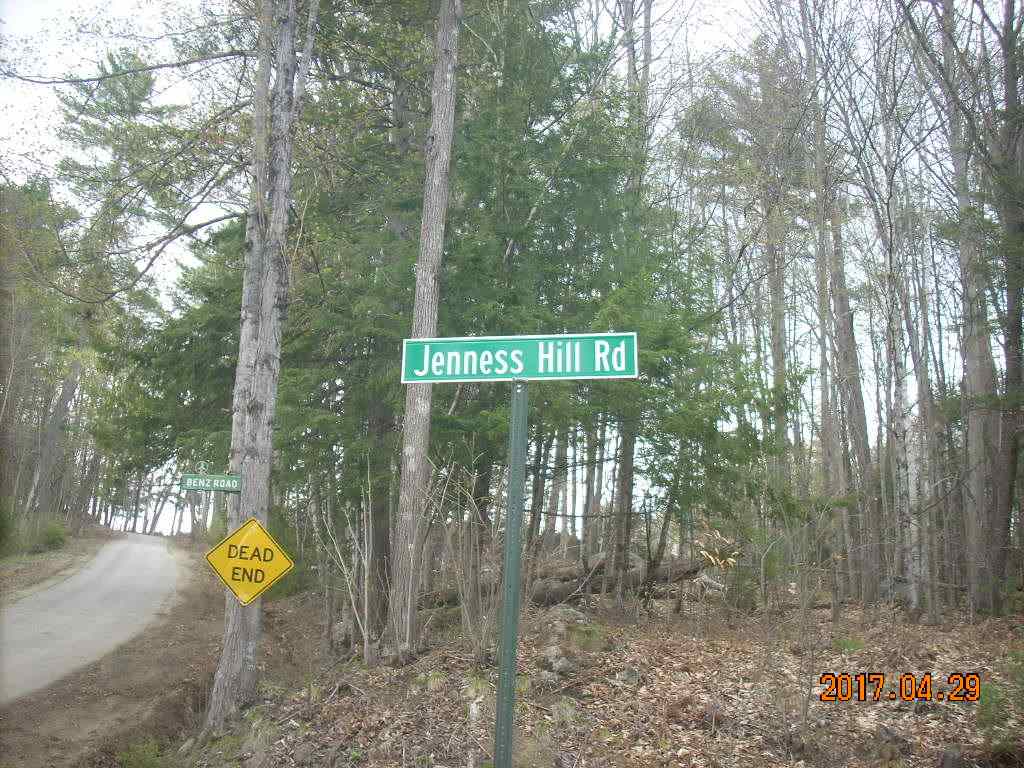 Jenness Hill Rd
BENZ ROAD
DEAD
END
2017.04.29